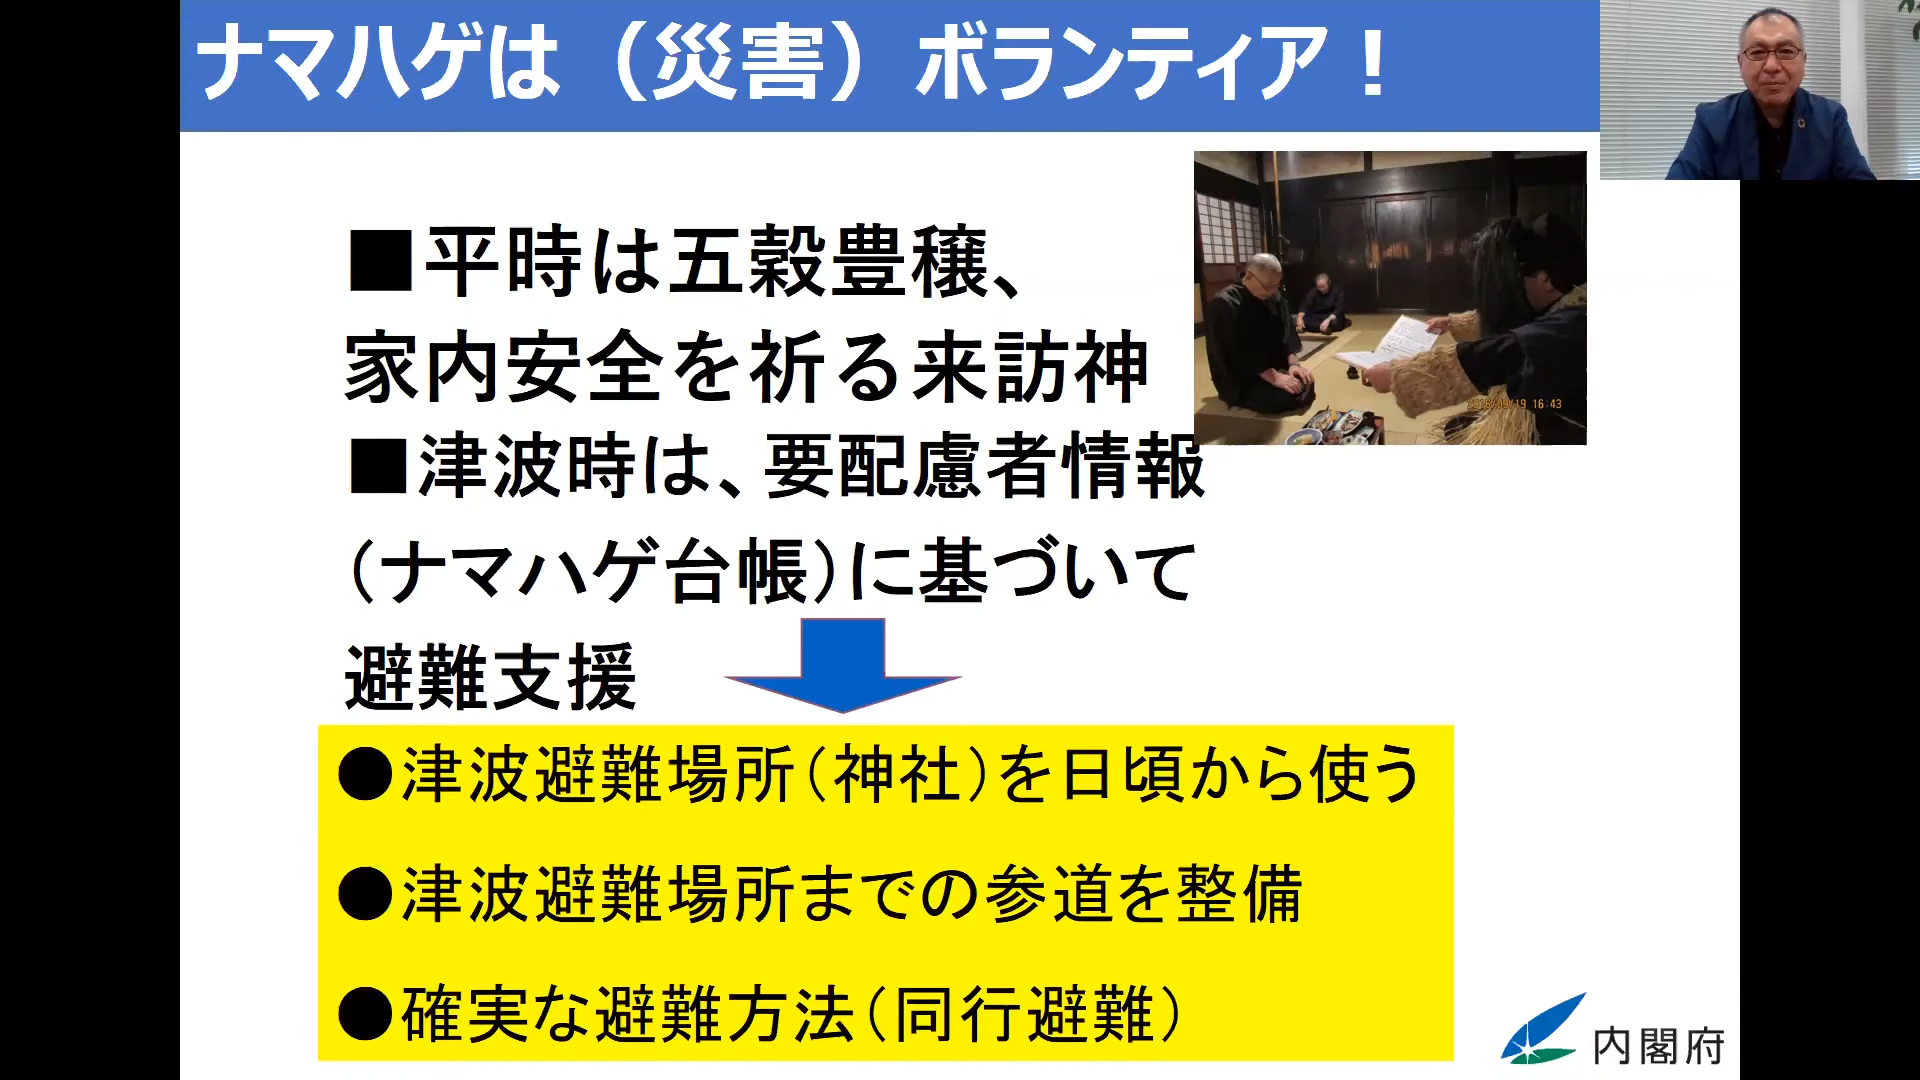 ナマハゲは（災害）ボランティア！
■平時は五穀豊穣、
家内安全を祈る来訪神
■津波時は、要配慮者情報
（ナマハゲ台帳）に基づいて
避難支援
●津波避難場所（神社）を日頃から使う
●津波避難場所までの参道を整備
●確実な避難方法（同行避難）
内閣府